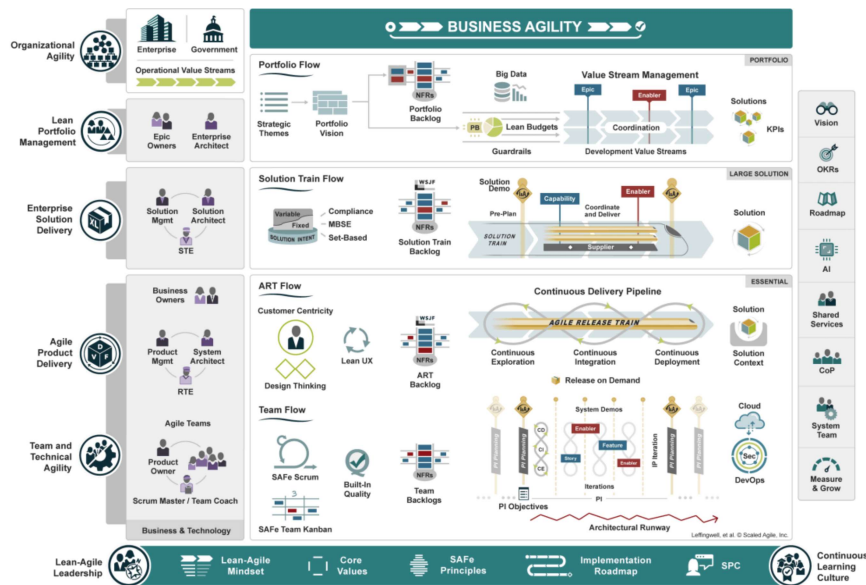 BUSINESS AGILITY
Organizational
Agility
Enterprise
Government
Operational Value Streams
Lean
Portfolio
Management
Epic
Owners
Enterprise
Architect
PORTFOLIO
Portfolio Flow
Strategic
Themes
Portfolio
Vision
NFRs
Portfolio
Backlog
Big Data
PB
Lean Budgets
Guardrails
Value Stream Management
Epic
Enabler
Epic
Coordination
Development Value Streams
Solutions
KPIs
Enterprise
Solution
Delivery
XL
Solution
Mgmt
Solution
Architect
STE
LARGE SOLUTION
Solution Train Flow
Variable
Fixed
SOLUTION INTENT
Compliance
MBSE
Set-Based
WSJF
NFRs
Solution Train
Backlog
Solution
Demo
Pre-Plan
Capability
Coordinate
and Deliver
Enabler
SOLUTION
TRAIN
Supplier
Solution
Agile
Product
Delivery
D
V
F
Business
Owners
Product
Mgmt
System
Architect
RTE
ESSENTIAL
ART Flow
Customer Centricity
Design Thinking
Lean UX
WSJF
NFRs
ART
Backlog
Continuous Delivery Pipeline
AGILE RELEASE TRAIN
Continuous
Exploration
Continuous
Integration
Continuous
Deployment
Release on Demand
Solution
Solution
Context
Team and
Technical
Agility
Agile Teams
Product
Owner
Scrum Master / Team Coach
Business & Technology
Team Flow
SAFe Scrum
3
SAFe Team Kanban
Built-In
Quality
NFRs
Team
Backlogs
PI Planning
PI Planning
CD
CI
CE
System Demos
Enabler
Story
Feature
Enabler
Iterations
IP Iteration
PI Planning
PI Planning
PI
PI Objectives
Architectural Runway
Cloud
Sec
DevOps
Leffingwell, et al. © Scaled Agile, Inc.
Vision
OKRs
Roadmap
AI
Shared
Services
CoP
System
Team
Measure
& Grow
Lean-Agile
Leadership
Lean-Agile
Mindset
Core
Values
SAFe
Principles
Implementation
Roadmap
SPC
Continuous
Learning
Culture